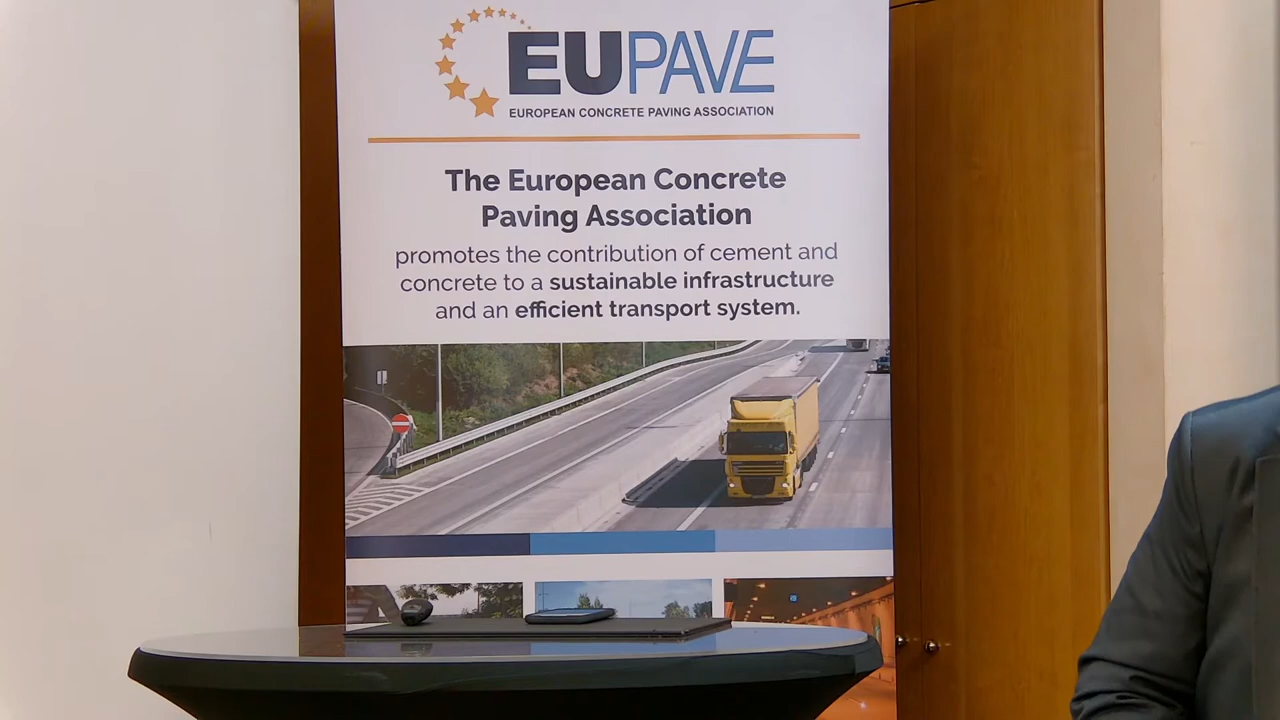 EUPAVE
EUROPEAN CONCRETE PAVING ASSOCIATION
The European Concrete
Paving Association
promotes the contribution of cement and
concrete to a sustainable infrastructure
and an efficient transport system.